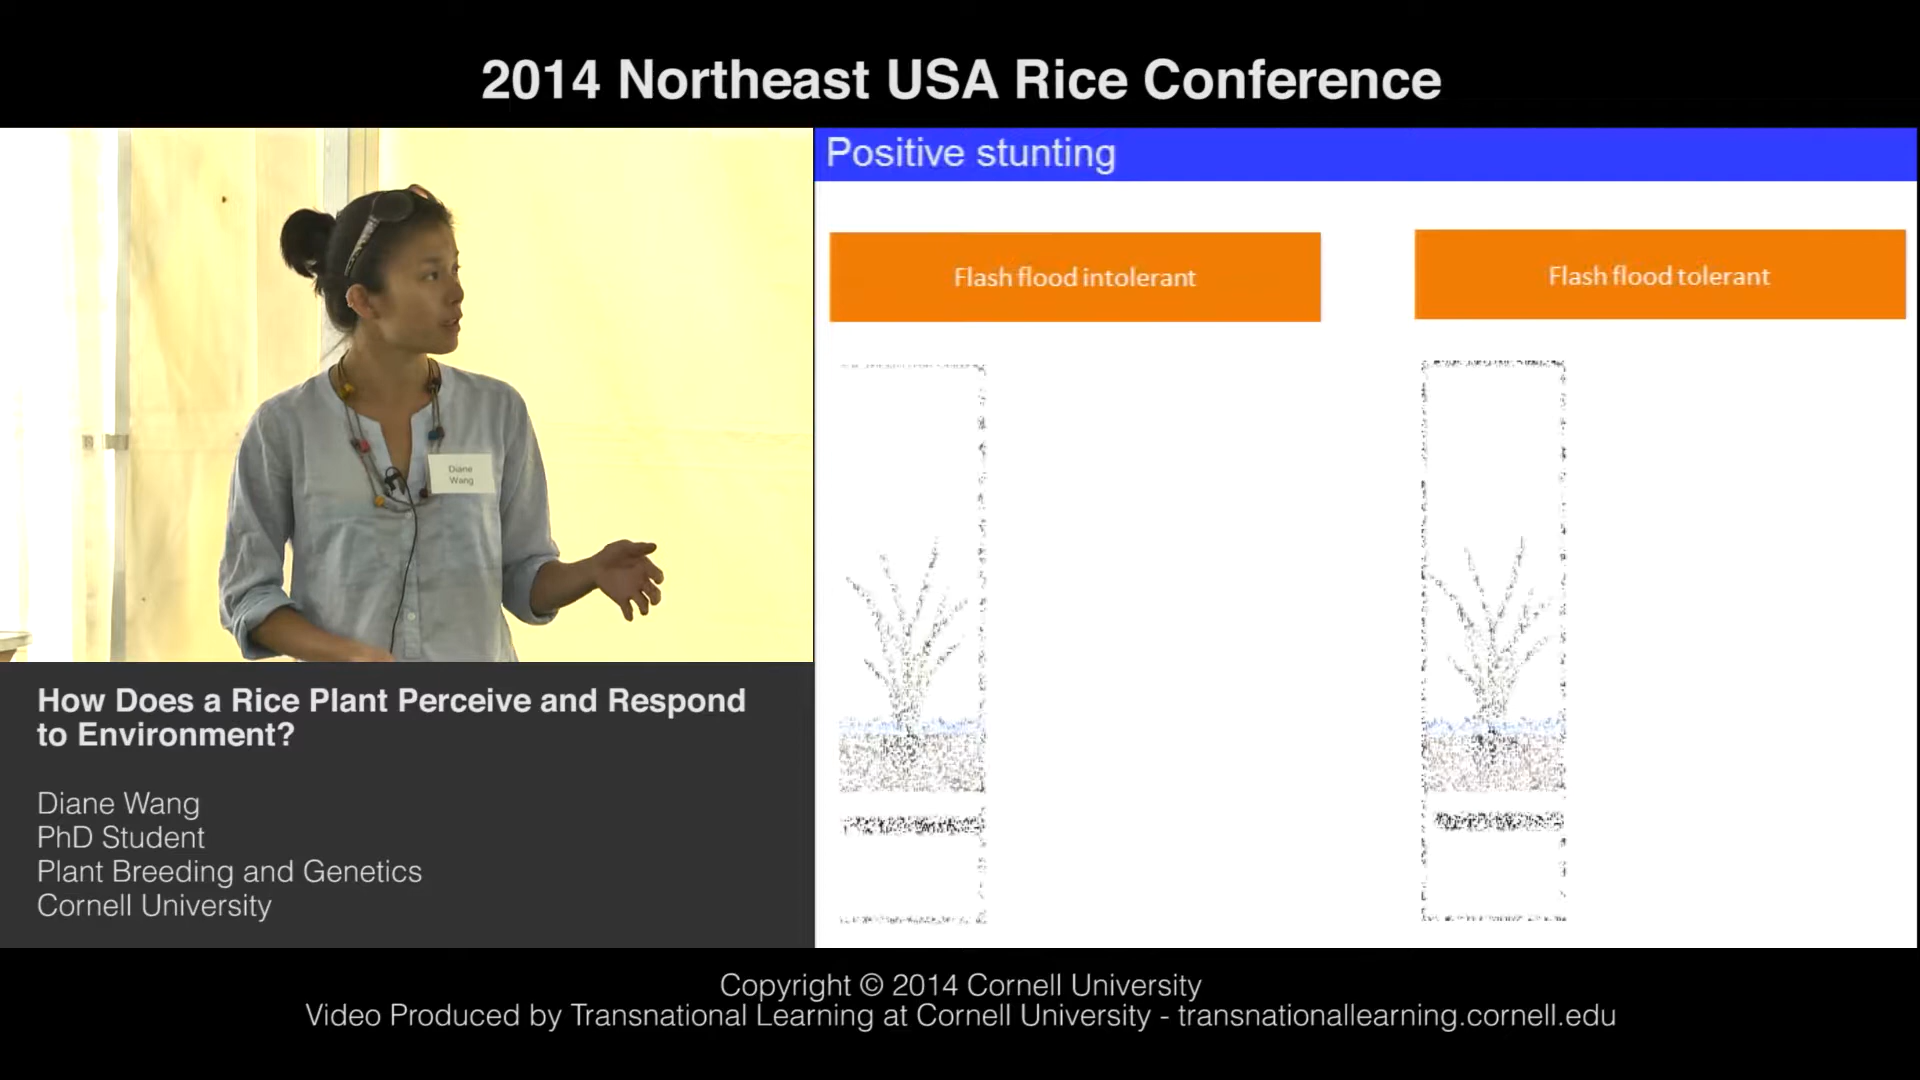 2014 Northeast USA Rice Conference
Positive stunting
Flash flood intolerant
Flash flood tolerant
Diane
Wang
How Does a Rice Plant Perceive and Respond
to Environment?
Diane Wang
PhD Student
Plant Breeding and Genetics
Cornell University
Copyright © 2014 Cornell University
Video Produced by Transnational Learning at Cornell University - transnationallearning.cornell.edu